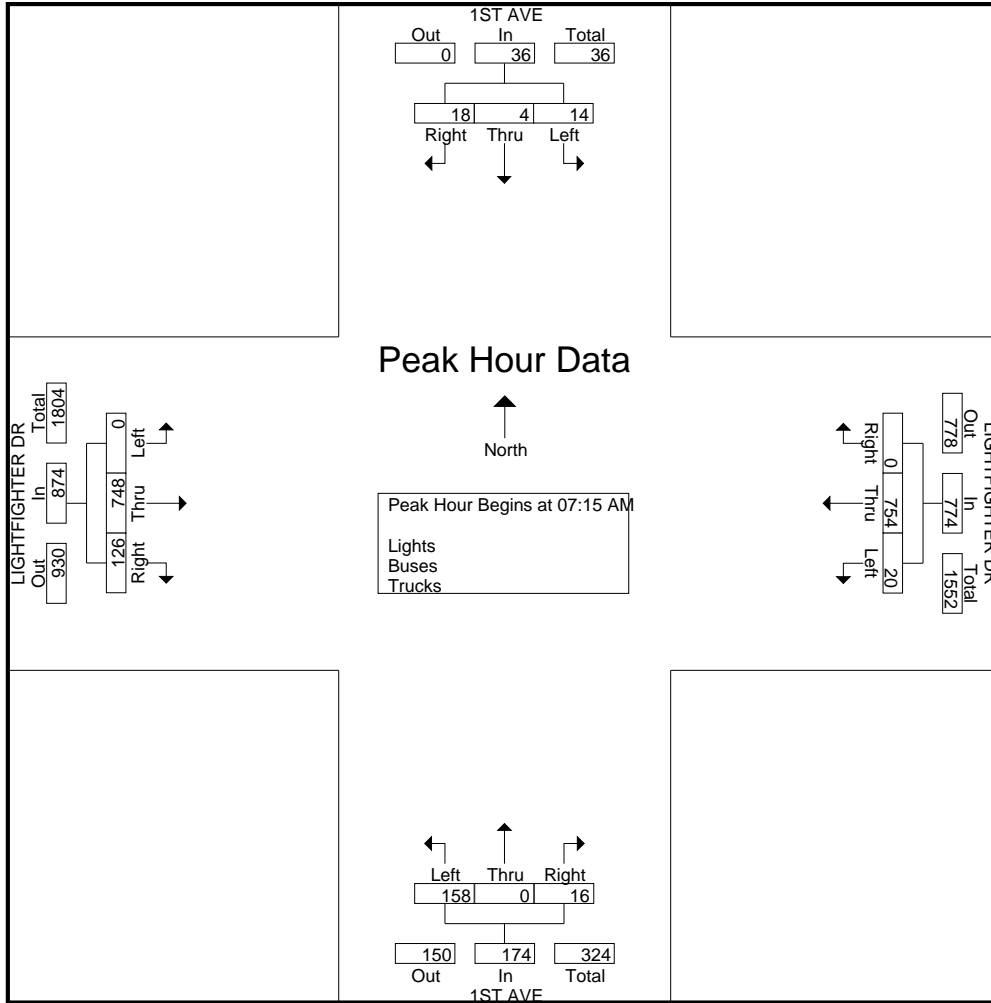 1ST AVE
Out In Total
0 36 36
18 4 14
Right Thru Left
Peak Hour Data
North
Peak Hour Begins at 07:15 AM
Lights
Buses
Trucks
LIGHTFIGHTER DR
Out In Total
930 874 1804
126 748 0
Right Thru Left
LIGHTFIGHTER DR
Out In Total
778 774 1552
0 754 20
Right Thru Left
Left Thru Right
158 0 16
150 174 324
Out In Total
1ST AVE